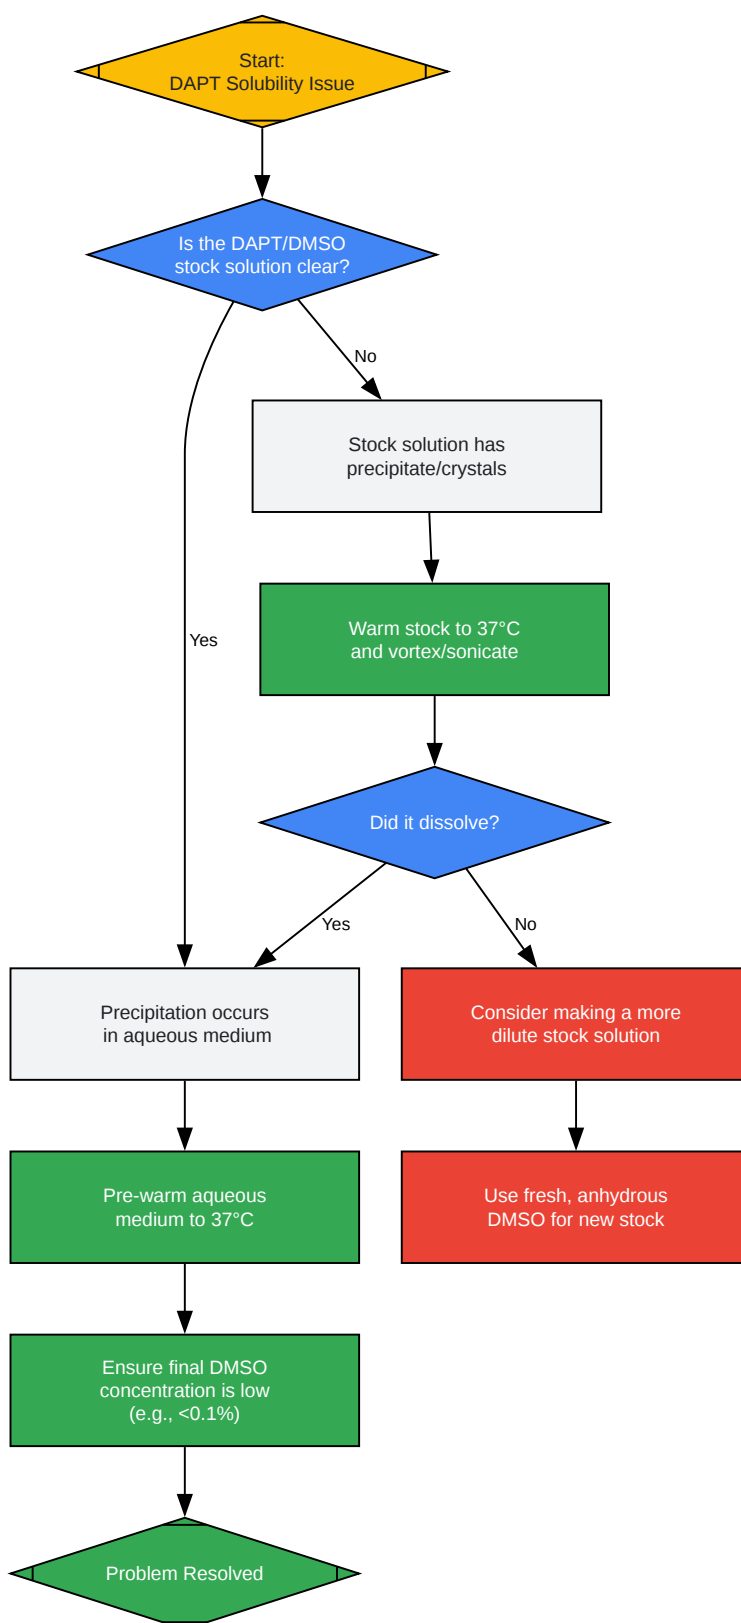 Start:
DAPT Solubility Issue
Is the DAPT/DMSO
stock solution clear?
No
Stock solution has
precipitate/crystals
Warm stock to 37°C
and vortex/sonicate
Yes
Did it dissolve?
Yes
No
Precipitation occurs
in aqueous medium
Consider making a more
dilute stock solution
Pre-warm aqueous
medium to 37°C
Use fresh, anhydrous
DMSO for new stock
Ensure final DMSO
concentration is low
(e.g., <0.1%)
Problem Resolved